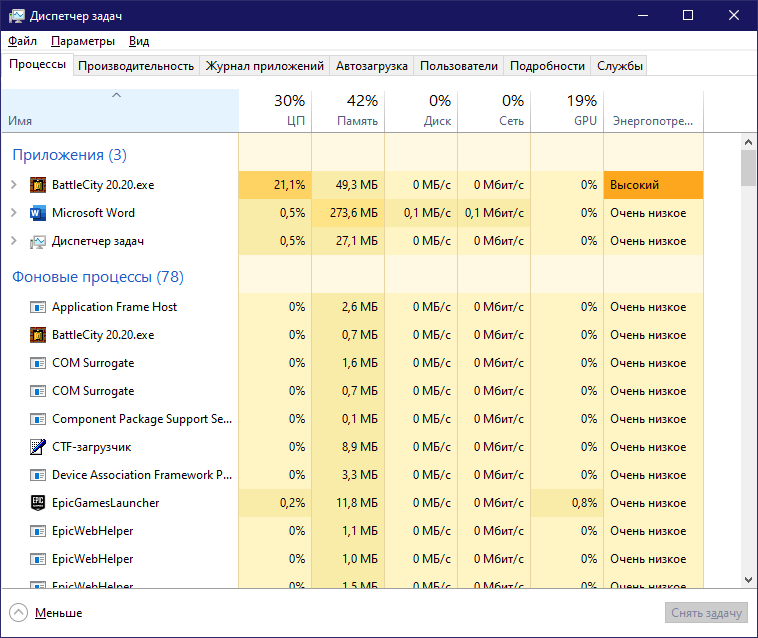 Диспетчер задач
Файл Параметры Вид
Процессы Производительность Журнал приложений Автозагрузка Пользователи Подробности Службы
30% 42% 0% 0% 19%
Имя ЦП Память Диск Сеть GPU Энергопотре...
Приложения (3)
BattleCity 20.20.exe 21,1% 49,3 МБ 0 МБ/с 0 Мбит/с 0% Высокий
Microsoft Word 0,5% 273,6 МБ 0,1 МБ/с 0,1 Мбит/с 0% Очень низкое
Диспетчер задач 0,5% 27,1 МБ 0 МБ/с 0 Мбит/с 0% Очень низкое
Фоновые процессы (78)
Application Frame Host 0% 2,6 МБ 0 МБ/с 0 Мбит/с 0% Очень низкое
BattleCity 20.20.exe 0% 0,7 МБ 0 МБ/с 0 Мбит/с 0% Очень низкое
COM Surrogate 0% 1,6 МБ 0 МБ/с 0 Мбит/с 0% Очень низкое
COM Surrogate 0% 0,7 МБ 0 МБ/с 0 Мбит/с 0% Очень низкое
Component Package Support Se... 0% 0,1 МБ 0 МБ/с 0 Мбит/с 0% Очень низкое
CTF-загрузчик 0% 8,9 МБ 0 МБ/с 0 Мбит/с 0% Очень низкое
Device Association Framework P... 0% 3,3 МБ 0 МБ/с 0 Мбит/с 0% Очень низкое
EpicGamesLauncher 0,2% 11,8 МБ 0 МБ/с 0 Мбит/с 0,8% Очень низкое
EpicWebHelper 0% 1,1 МБ 0 МБ/с 0 Мбит/с 0% Очень низкое
EpicWebHelper 0% 1,0 МБ 0 МБ/с 0 Мбит/с 0% Очень низкое
EpicWebHelper 0% 1,5 МБ 0 МБ/с 0 Мбит/с 0% Очень низкое
Меньше Снять задачу